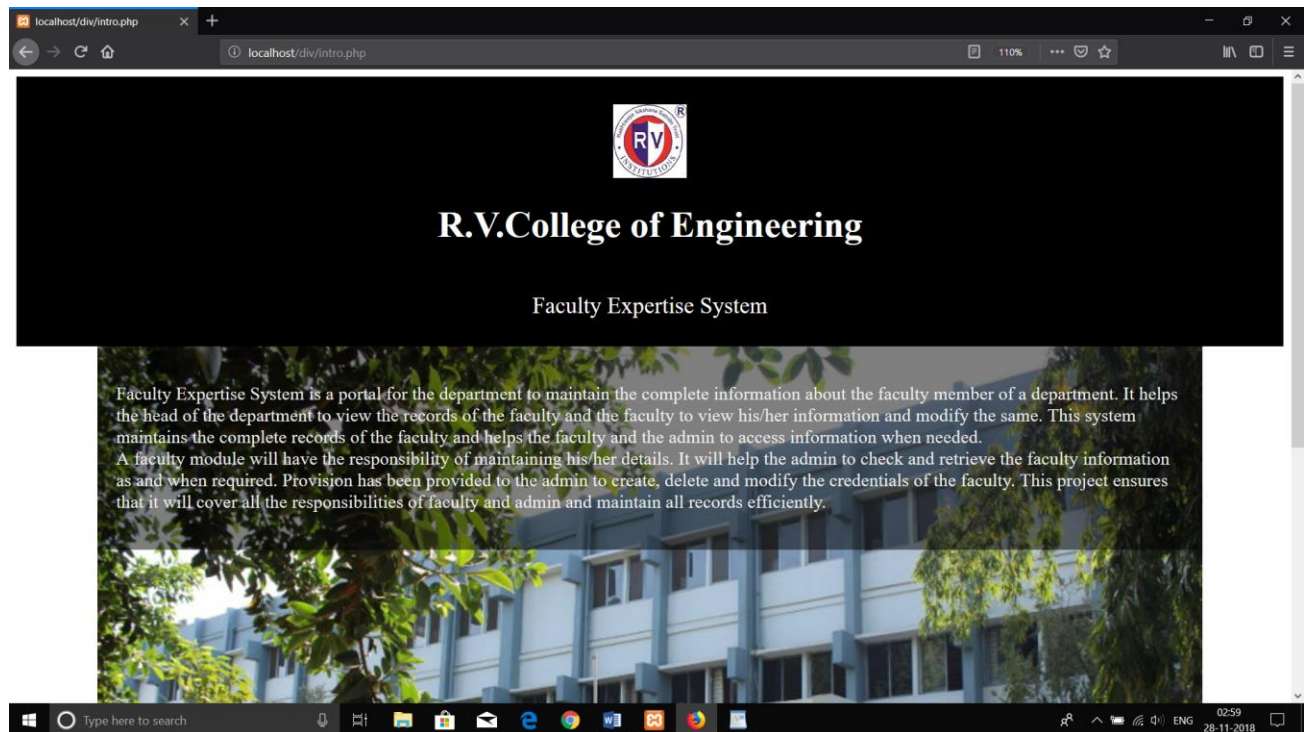 localhost/div/intro.php
localhost/div/intro.php
110%
R
RV
INSTITUTIONS
R.V.College of Engineering
Faculty Expertise System
Faculty Expertise System is a portal for the department to maintain the complete information about the faculty member of a department. It helps
the head of the department to view the records of the faculty and the faculty to view his/her information and modify the same. This system
maintains the complete records of the faculty and helps the faculty and the admin to access information when needed.
A faculty module will have the responsibility of maintaining his/her details. It will help the admin to check and retrieve the faculty information
as and when required. Provision has been provided to the admin to create, delete and modify the credentials of the faculty. This project ensures
that it will cover all the responsibilities of faculty and admin and maintain all records efficiently.
Type here to search
ENG
02:59
28-11-2018